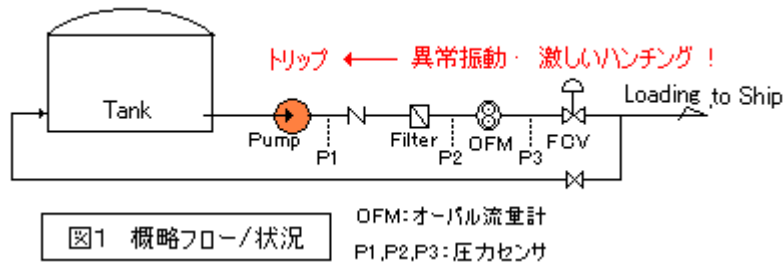 トリップ ← 異常振動・ 激しいハンチング！
Tank
Loading to Ship
Pump
P1
Filter
P2
OFM
P3
FCV
図1 概略フロー/状況
OFM:オーバル流量計
P1,P2,P3:圧力センサ